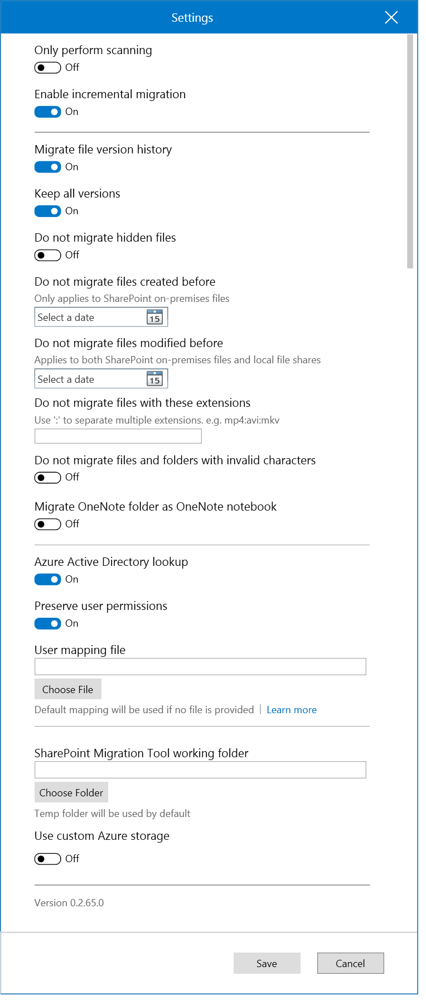 Settings
Only perform scanning
Off
Enable incremental migration
On
Migrate file version history
On
Keep all versions
On
Do not migrate hidden files
Off
Do not migrate files created before
Only applies to SharePoint on-premises files
Select a date
15
Do not migrate files modified before
Applies to both SharePoint on-premises files and local file shares
Select a date
15
Do not migrate files with these extensions
Use ':' to separate multiple extensions. e.g. mp4:avi:mkv
Do not migrate files and folders with invalid characters
Off
Migrate OneNote folder as OneNote notebook
Off
Azure Active Directory lookup
On
Preserve user permissions
On
User mapping file
Choose File
Default mapping will be used if no file is provided | Learn more
SharePoint Migration Tool working folder
Choose Folder
Temp folder will be used by default
Use custom Azure storage
Off
Version 0.2.65.0
Save
Cancel